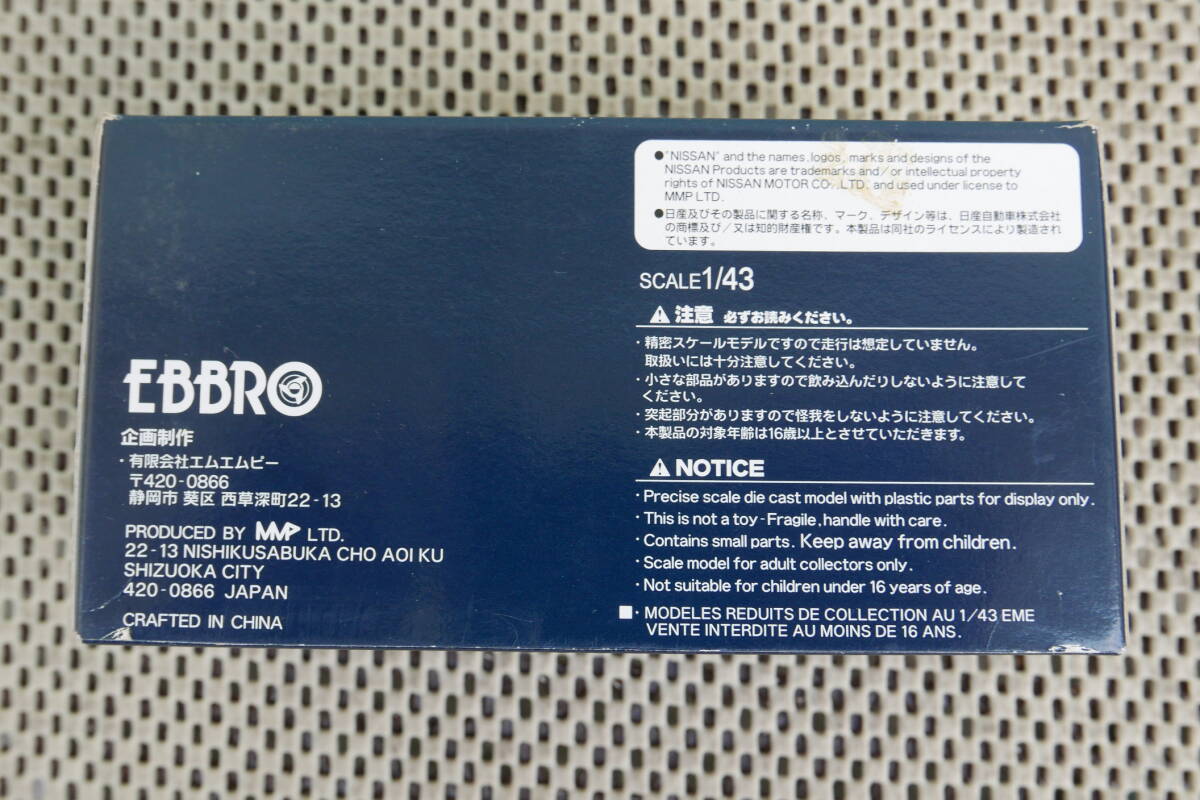 EBBRO
企画制作
・有限会社エムエムピー
〒420-0866
静岡市 葵区 西草深町22-13
PRODUCED BY MMP LTD.
22-13 NISHIKUSABUKA CHO AOI KU
SHIZUOKA CITY
420-0866 JAPAN
CRAFTED IN CHINA
●"NISSAN" and the names, logos, marks and designs of the
NISSAN Products are trademarks and/or intellectual property
rights of NISSAN MOTOR CO., LTD. and used under license to
MMP LTD.
●日産及びその製品に関する名称、マーク、デザイン等は、日産自動車株式会社
の商標及び/又は知的財産権です。本製品は同社のライセンスにより製造され
ています。
SCALE1/43
⚠注意 必ずお読みください。
・精密スケールモデルですので走行は想定していません。
取扱いには十分注意してください。
・小さな部品がありますので飲み込んだりしないように注意して
ください。
・突起部分がありますので怪我をしないように注意してください。
・本製品の対象年齢は16歳以上とさせていただきます。
⚠NOTICE
・Precise scale die cast model with plastic parts for display only.
・This is not a toy-Fragile, handle with care.
・Contains small parts. Keep away from children.
・Scale model for adult collectors only.
・Not suitable for children under 16 years of age.
■・MODELES REDUITS DE COLLECTION AU 1/43 EME
VENTE INTERDITE AU MOINS DE 16 ANS.